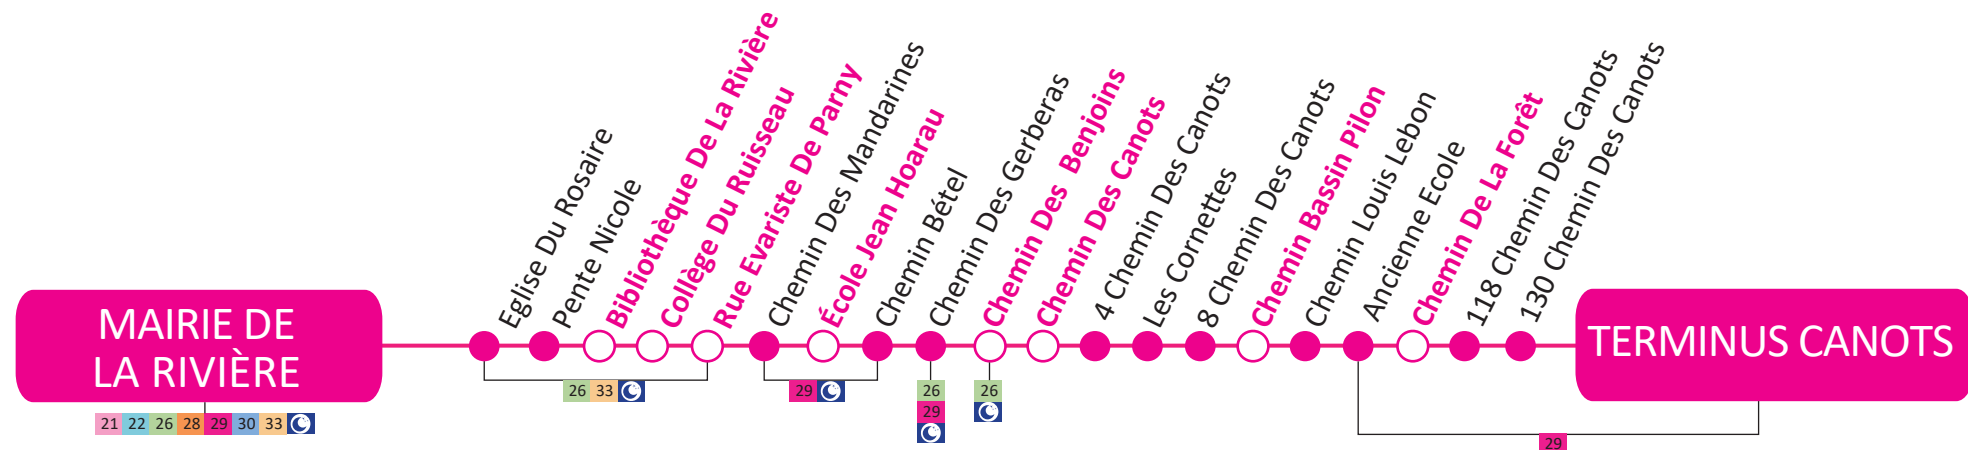 MAIRIE DE
LA RIVIÈRE
Eglise Du Rosaire
Pente Nicole
Bibliothèque De La Rivière
Collège Du Ruisseau
Rue Evariste De Parny
Chemin Des Mandarines
École Jean Hoarau
Chemin Bétel
Chemin Des Gerberas
Chemin Des Benjoins
Chemin Des Canots
4 Chemin Des Canots
Les Cornettes
8 Chemin Des Canots
Chemin Bassin Pilon
Chemin Louis Lebon
Ancienne Ecole
Chemin De La Forêt
118 Chemin Des Canots
130 Chemin Des Canots
TERMINUS CANOTS
21 22 26 28 29 30 33
26 33
29
26
29
26
29